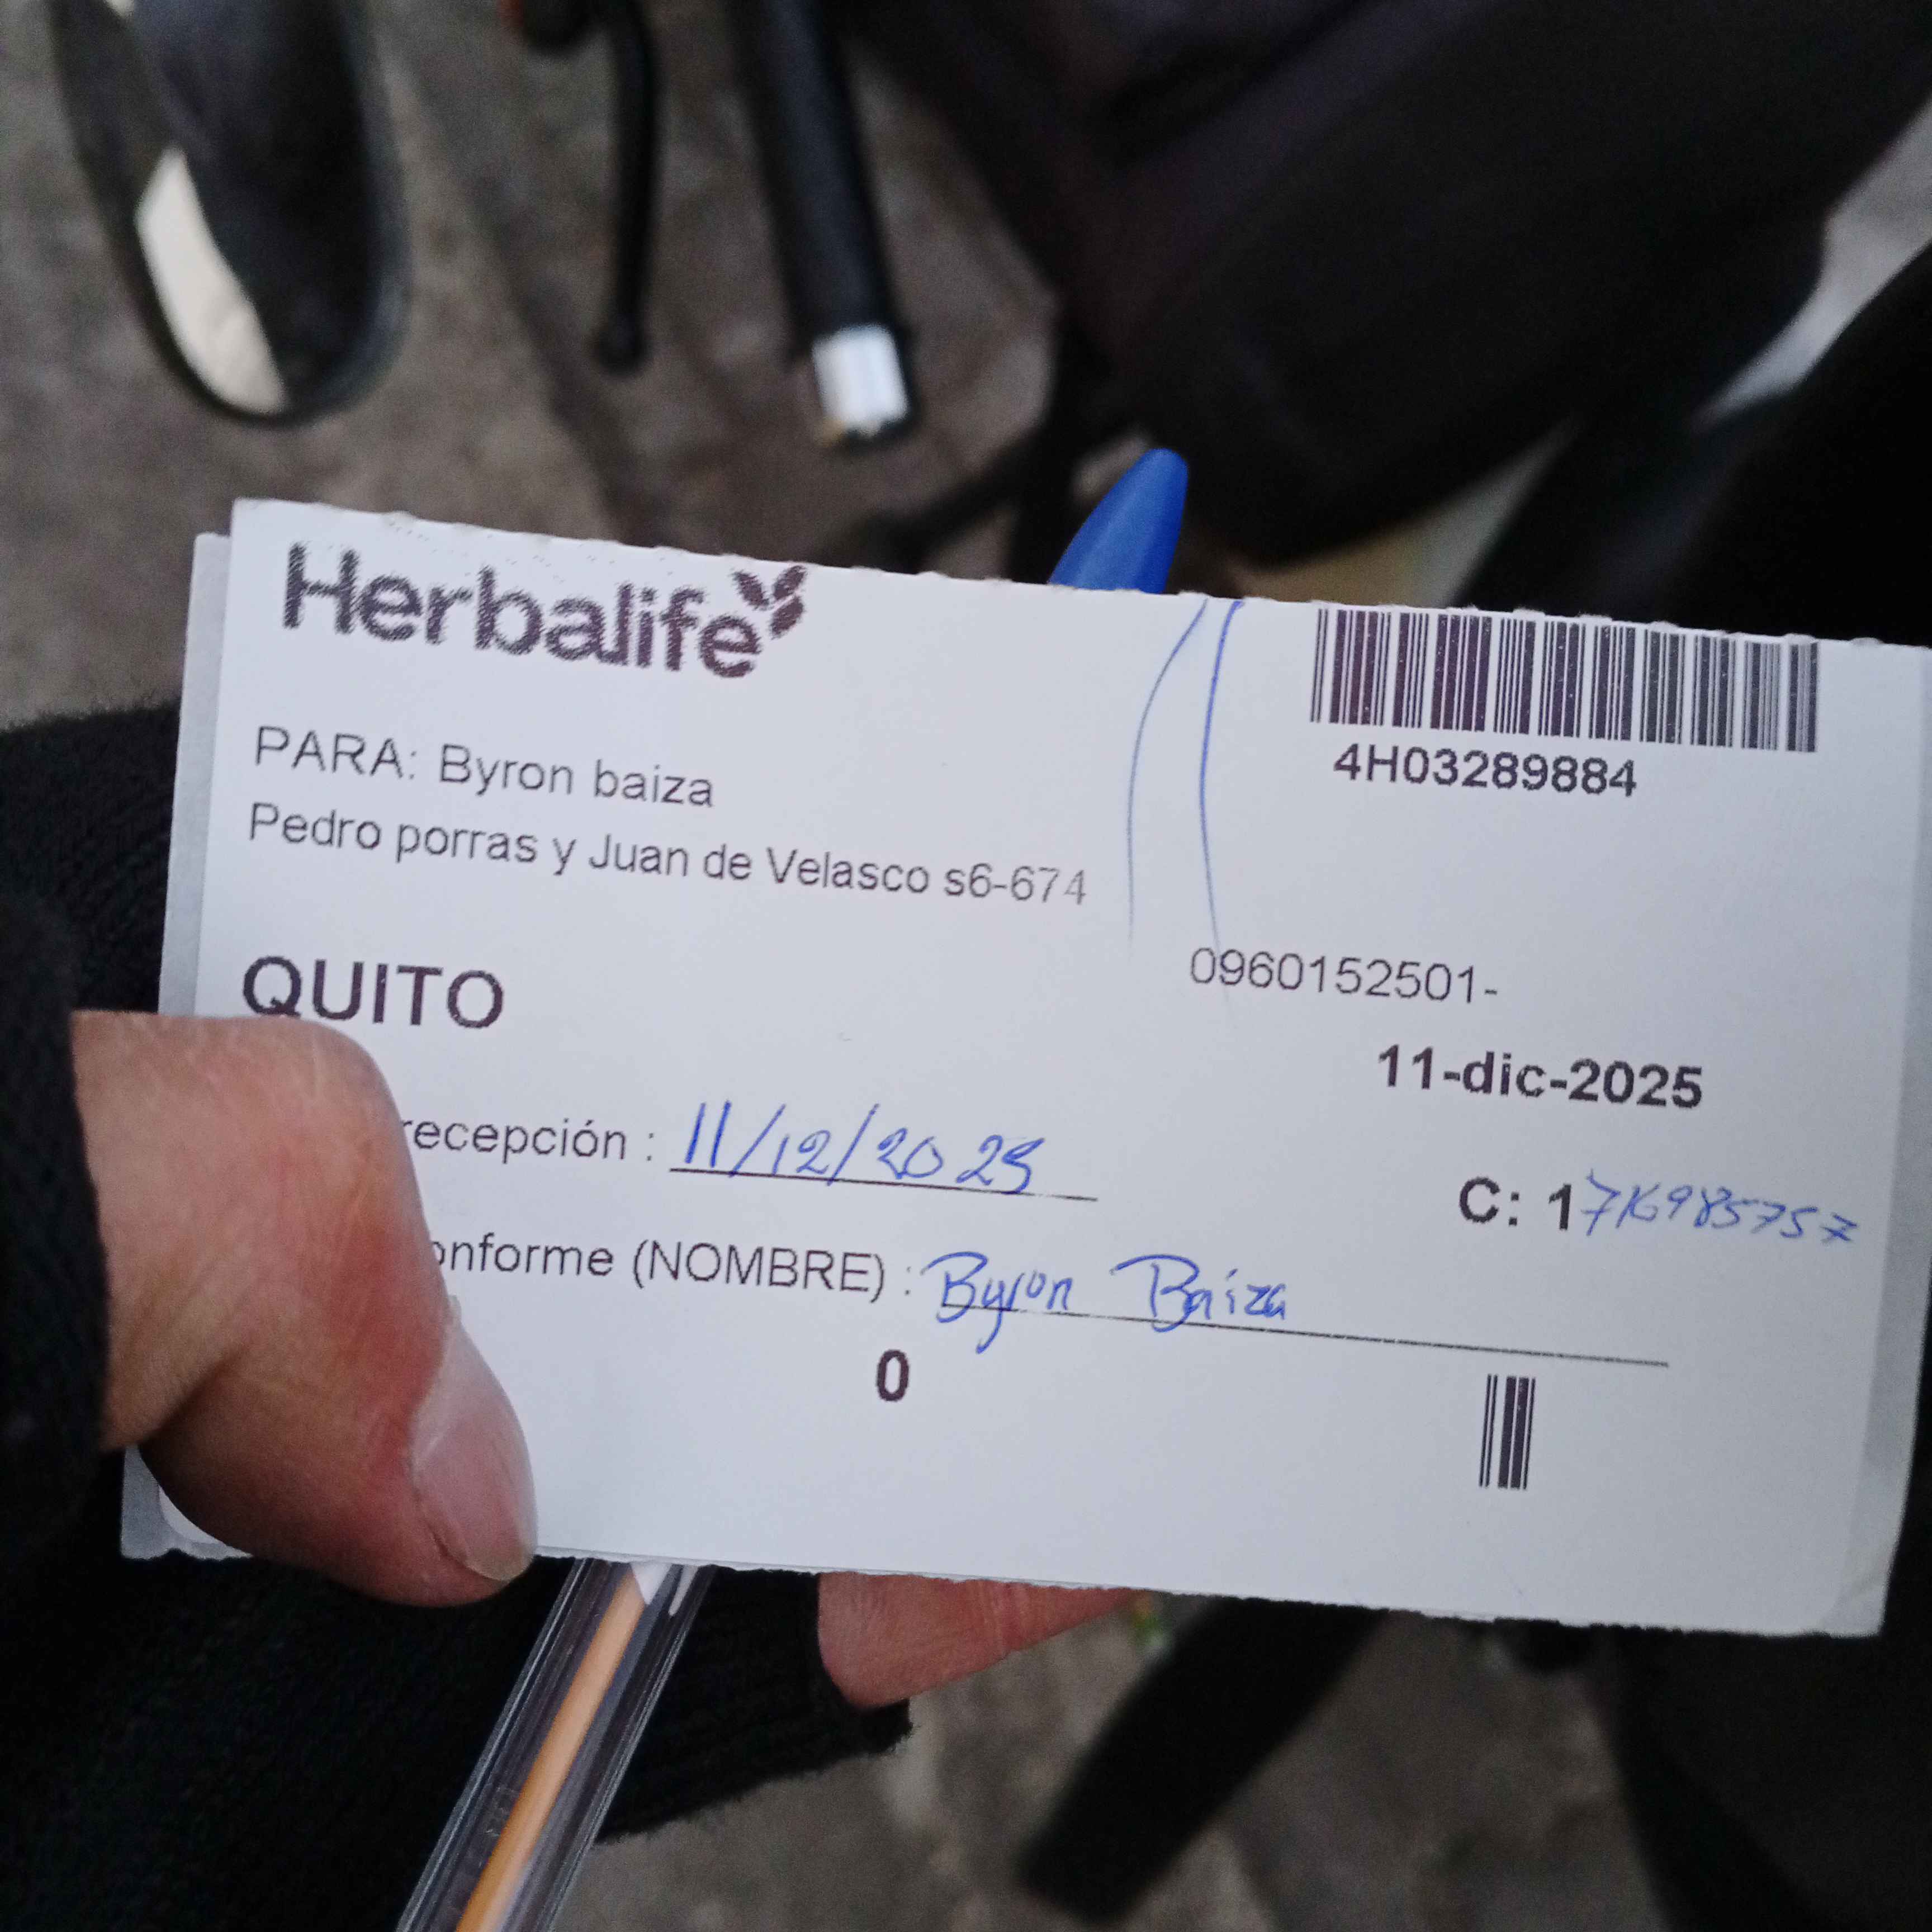 Herbalife
4H03289884
PARA: Byron baiza
Pedro porras y Juan de Velasco s6-674
0960152501-
QUITO
11-dic-2025
recepción : 11/12/2025
C: 1
onforme (NOMBRE) : Byron Baiza
0